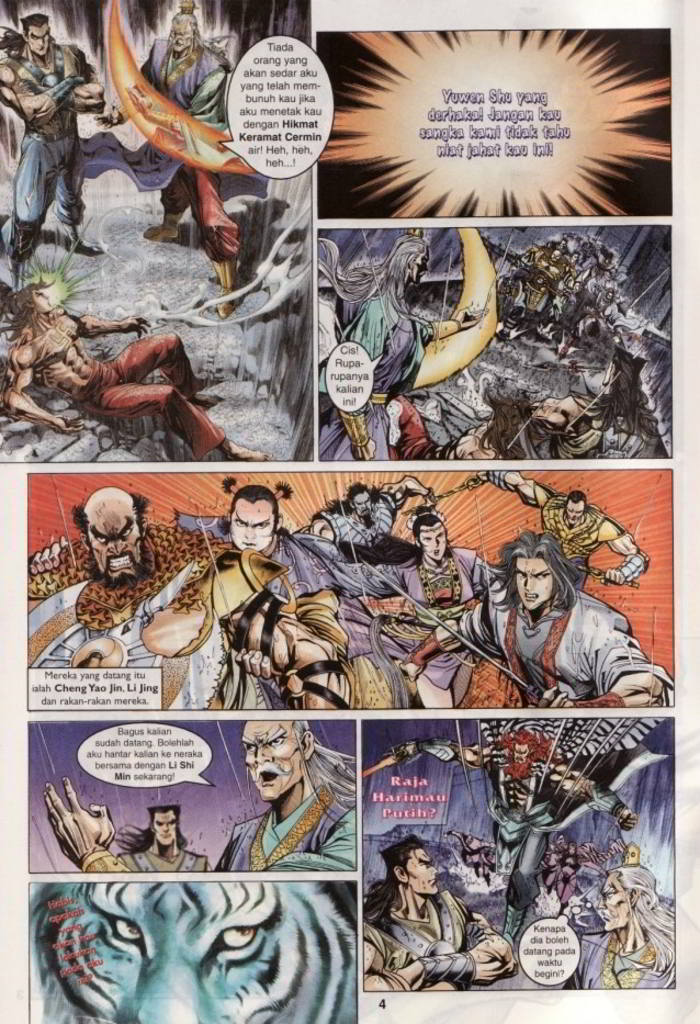 Tiada
orang yang
akan sedar aku
yang telah mem-
bunuh kau jika
aku menetak kau
dengan Hikmat
Keramat Cermin
air! Heh, heh,
heh...!
Yuwen Shu yang
derhaka! Jangan kau
sangka kami tidak tahu
niat jahat kau ini!
Cis!
Rupa-
rupanya
kalian
ini!
Mereka yang datang itu
ialah Cheng Yao Jin, Li Jing
dan rakan-rakan mereka.
Bagus kalian
sudah datang. Bolehlah
aku hantar kalian ke neraka
bersama dengan Li Shi
Min sekarang!
Raja
Harimau
Putih?
Kenapa
dia boleh
datang pada
waktu
begini?
4